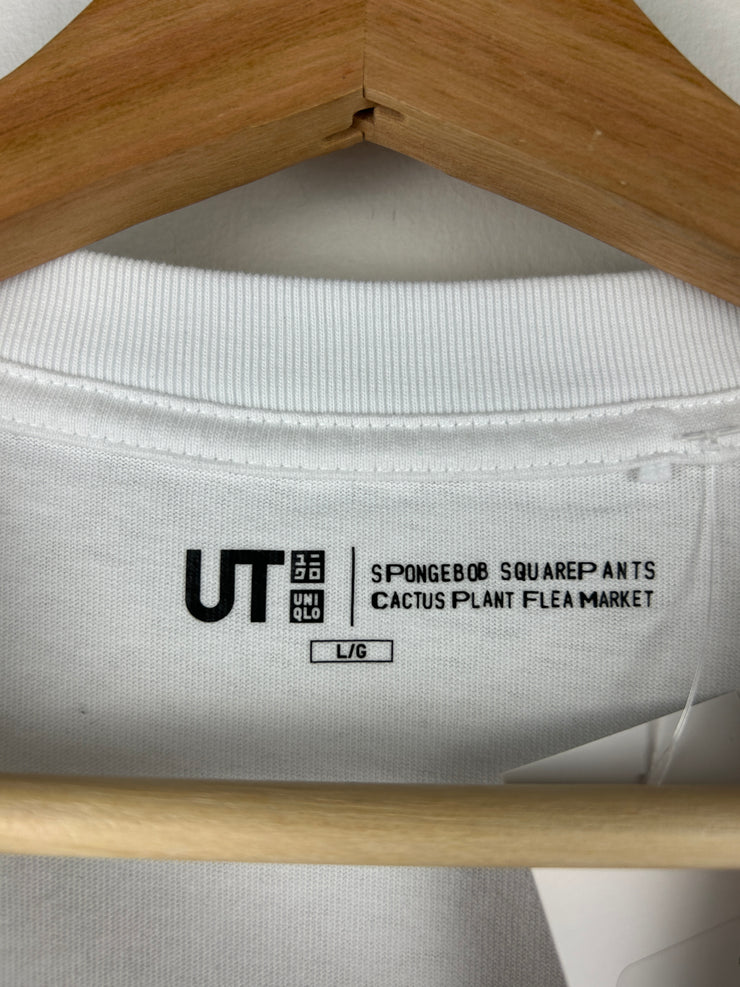 UT
ユニ
クロ
UNI
QLO
SPONGEBOB SQUAREPANTS
CACTUS PLANT FLEA MARKET
L/G